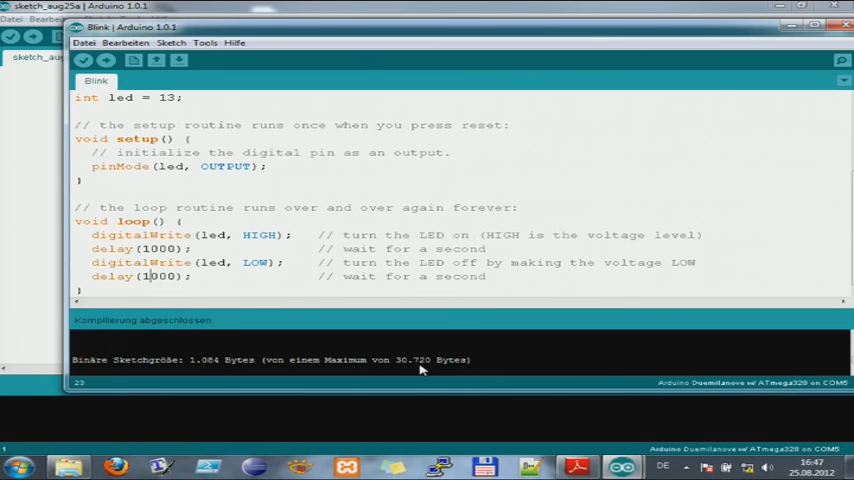 sketch_aug25a | Arduino 1.0.1
Datei Bearbeiten
sketch_aug
Blink | Arduino 1.0.1
Datei Bearbeiten Sketch Tools Hilfe
Blink
int led = 13;
// the setup routine runs once when you press reset:
void setup() {
// initialize the digital pin as an output.
pinMode(led, OUTPUT);
}
// the loop routine runs over and over again forever:
void loop() {
digitalWrite(led, HIGH); // turn the LED on (HIGH is the voltage level)
delay(1000); // wait for a second
digitalWrite(led, LOW); // turn the LED off by making the voltage LOW
delay(1000); // wait for a second
}
Kompilierung abgeschlossen.
Binäre Sketchgröße: 1.084 Bytes (von einem Maximum von 30.720 Bytes)
23 Arduino Duemilanove w/ ATmega328 on COM5
1 Arduino Duemilanove w/ ATmega328 on COM5
DE
16:47
25.08.2012